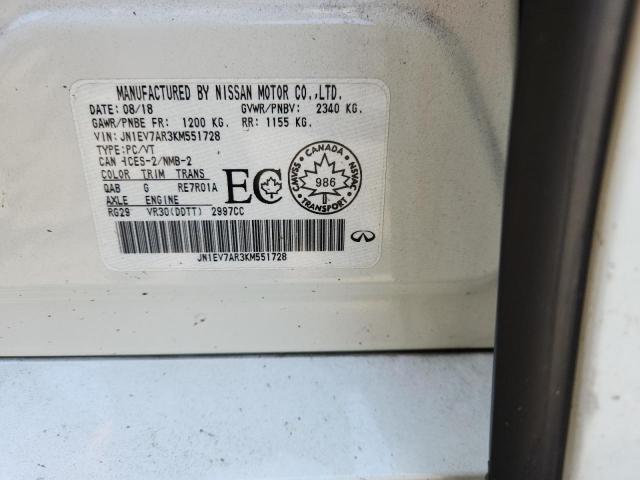 MANUFACTURED BY NISSAN MOTOR CO.,LTD.
DATE: 08/18 GVWR/PNBV: 2340 KG.
GAWR/PNBE FR: 1200 KG. RR: 1155 KG.
VIN: JN1EV7AR3KM551728
TYPE:PC/VT
CAN ICES-2/NMB-2
COLOR TRIM TRANS
QAB G RE7R01A
AXLE ENGINE
RG29 VR30(DDTT) 2997CC
EC
CANADA
CMVSS 986 NSVAC
TRANSPORT
JN1EV7AR3KM551728